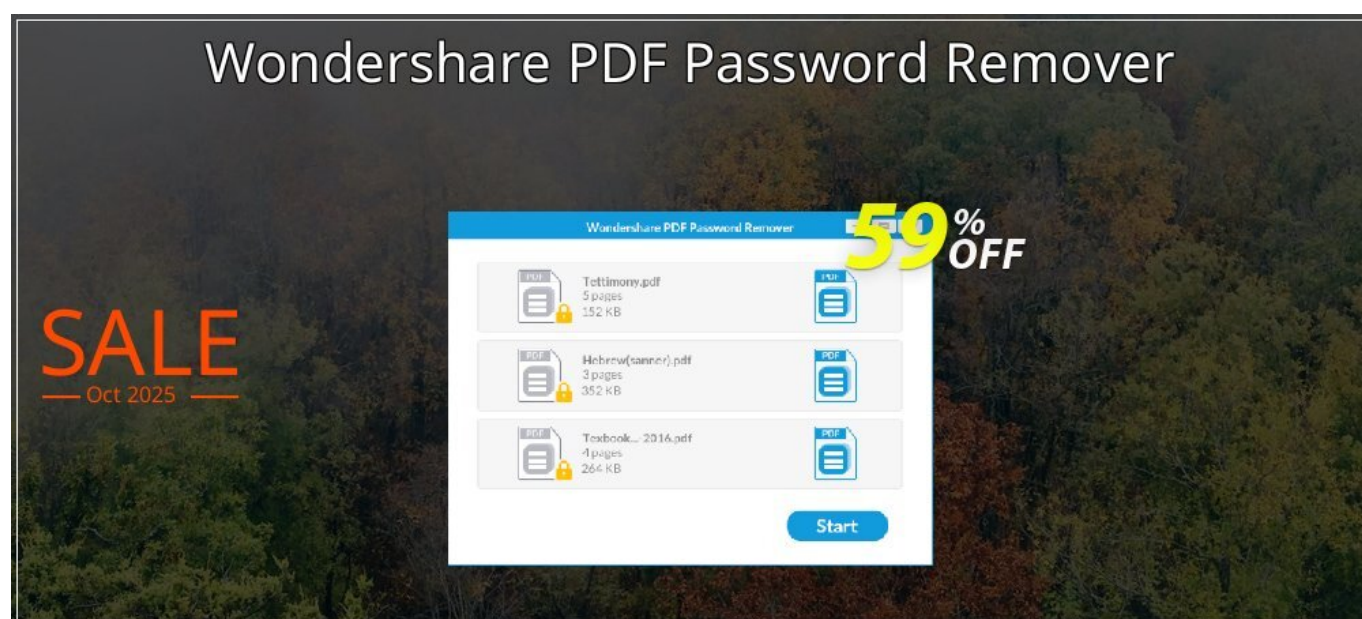 Wondershare PDF Password Remover
Wondershare PDF Password Remover
59% OFF
PDF
Tettimony.pdf
5 pages
152 KB
PDF
SALE
Oct 2025
PDF
Hebrew(sanner).pdf
3 pages
352 KB
PDF
PDF
Texbook... 2016.pdf
4 pages
264 KB
PDF
Start